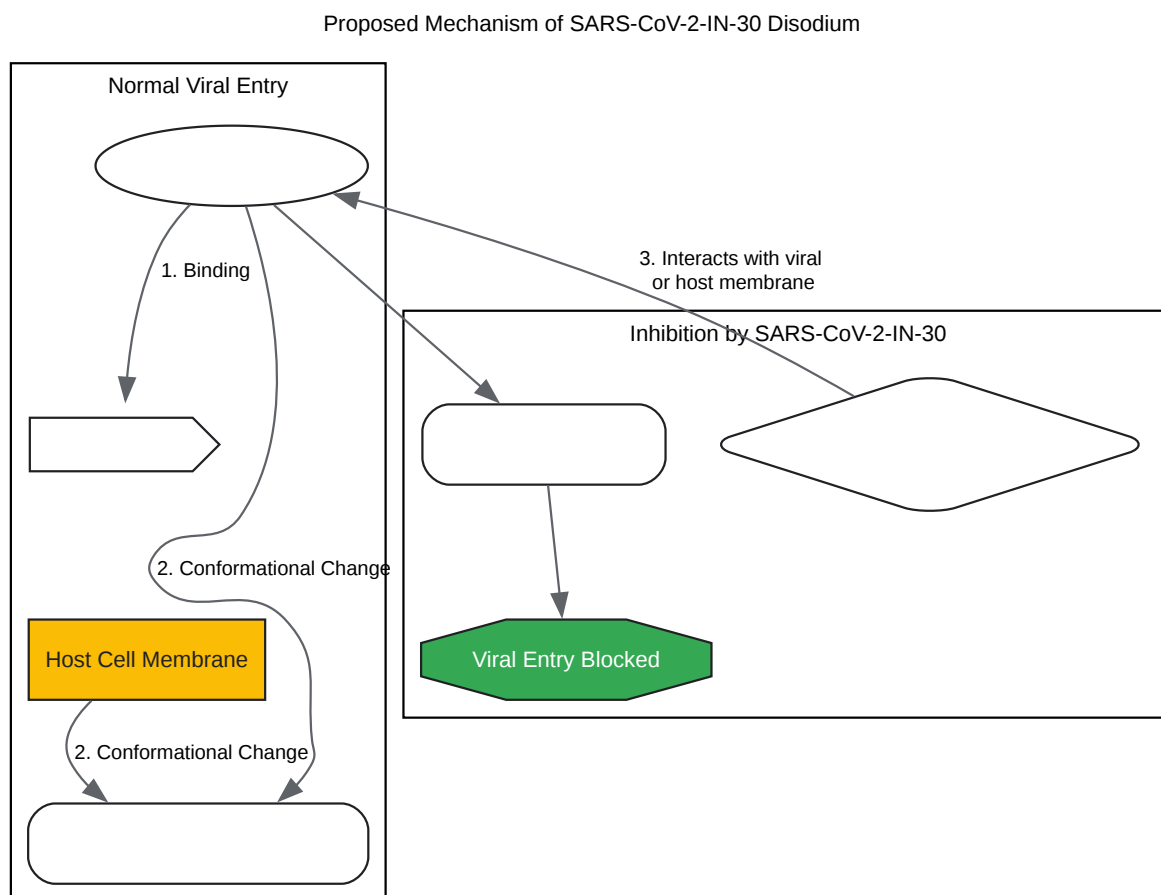 Proposed Mechanism of SARS-CoV-2-IN-30 Disodium
Normal Viral Entry
1. Binding
3. Interacts with viral
or host membrane
Inhibition by SARS-CoV-2-IN-30
2. Conformational Change
Host Cell Membrane
Viral Entry Blocked
2. Conformational Change